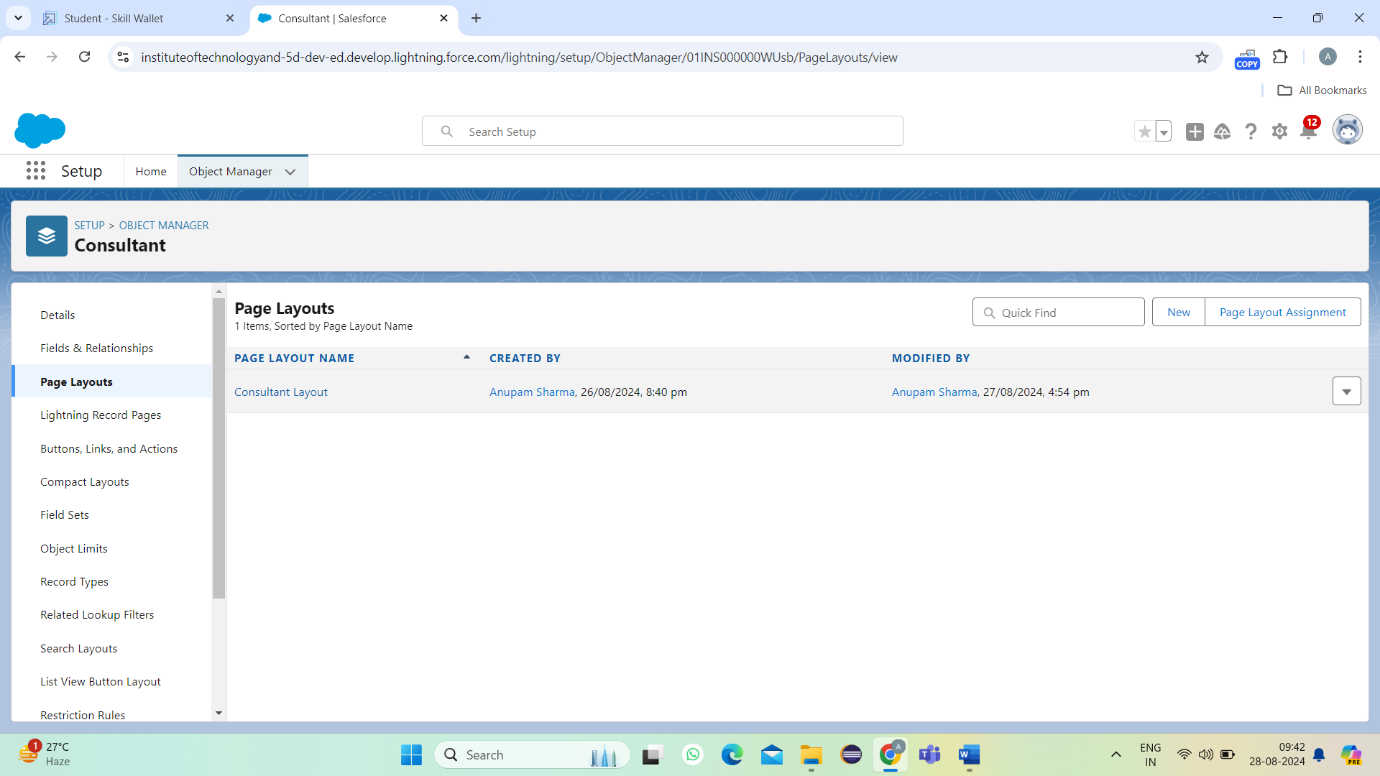 Student - Skill Wallet
Consultant | Salesforce
instituteoftechnologyand-5d-dev-ed.develop.lightning.force.com/lightning/setup/ObjectManager/01INS000000WUsb/PageLayouts/view
COPY
A
All Bookmarks
Search Setup
12
Setup
Home
Object Manager
SETUP > OBJECT MANAGER
Consultant
Details
Fields & Relationships
Page Layouts
Lightning Record Pages
Buttons, Links, and Actions
Compact Layouts
Field Sets
Object Limits
Record Types
Related Lookup Filters
Search Layouts
List View Button Layout
Restriction Rules
Page Layouts
1 Items, Sorted by Page Layout Name
Quick Find
New
Page Layout Assignment
PAGE LAYOUT NAME CREATED BY MODIFIED BY
Consultant Layout Anupam Sharma, 26/08/2024, 8:40 pm Anupam Sharma, 27/08/2024, 4:54 pm
1
27°C
Haze
Search
A
ENG
IN
09:42
28-08-2024
PRE